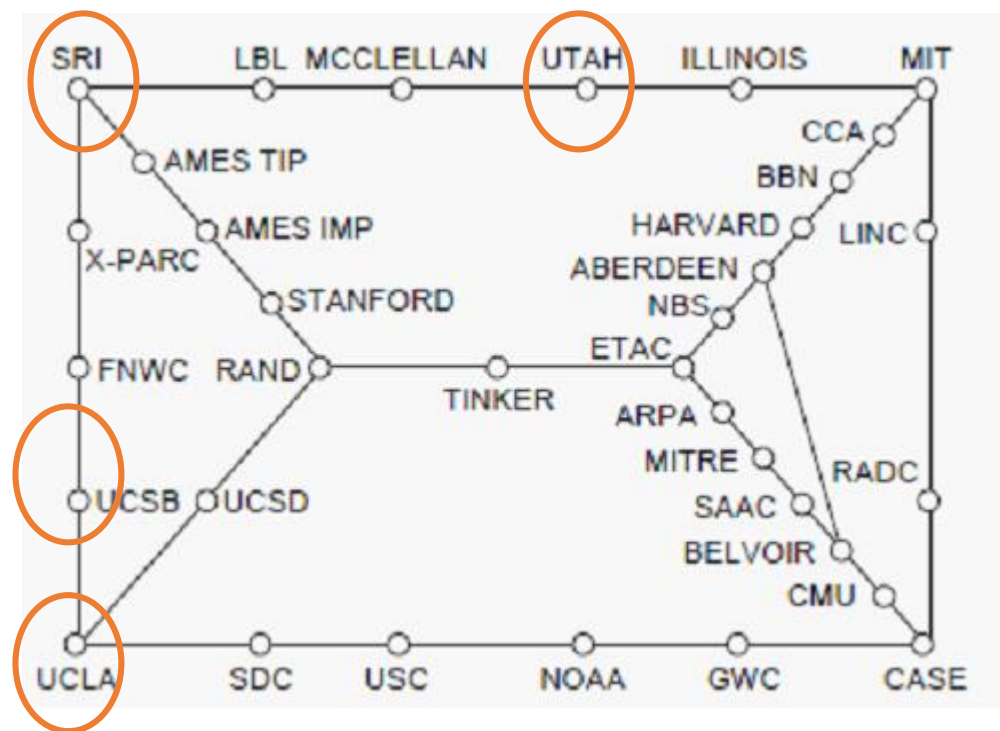 SRI LBL MCCLELLAN UTAH ILLINOIS MIT
CCA
AMES TIP
BBN
AMES IMP HARVARD LINC
X-PARC
ABERDEEN
STANFORD NBS
ETAC
FNWC RAND
TINKER
ARPA
MITRE
RADC
UCSB UCSD SAAC
BELVOIR
CMU
UCLA SDC USC NOAA GWC CASE